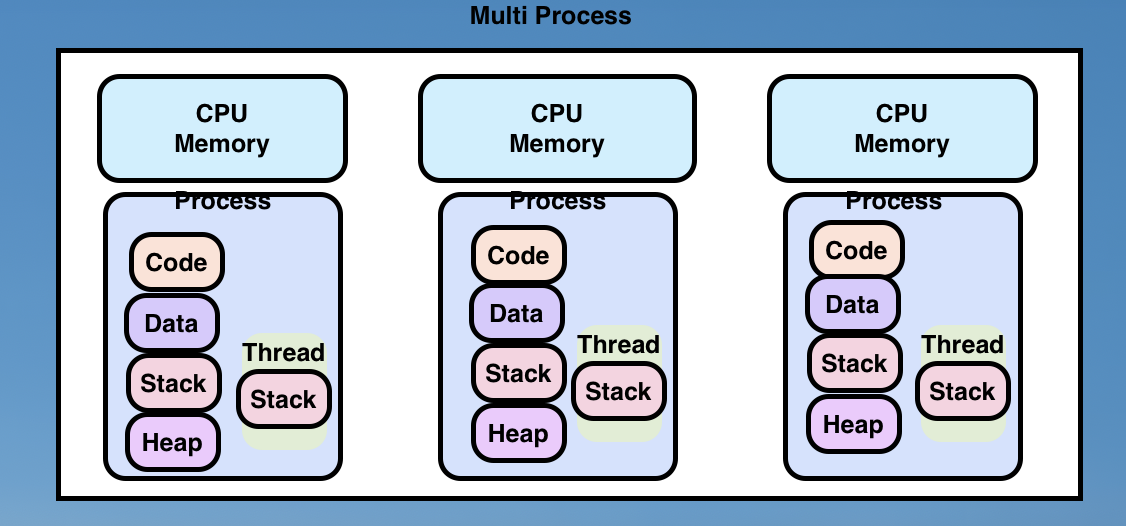 Multi Process
CPU
Memory
CPU
Memory
CPU
Memory
Process
Code
Data
Stack
Heap
Thread
Stack
Process
Code
Data
Stack
Heap
Thread
Stack
Process
Code
Data
Stack
Heap
Thread
Stack